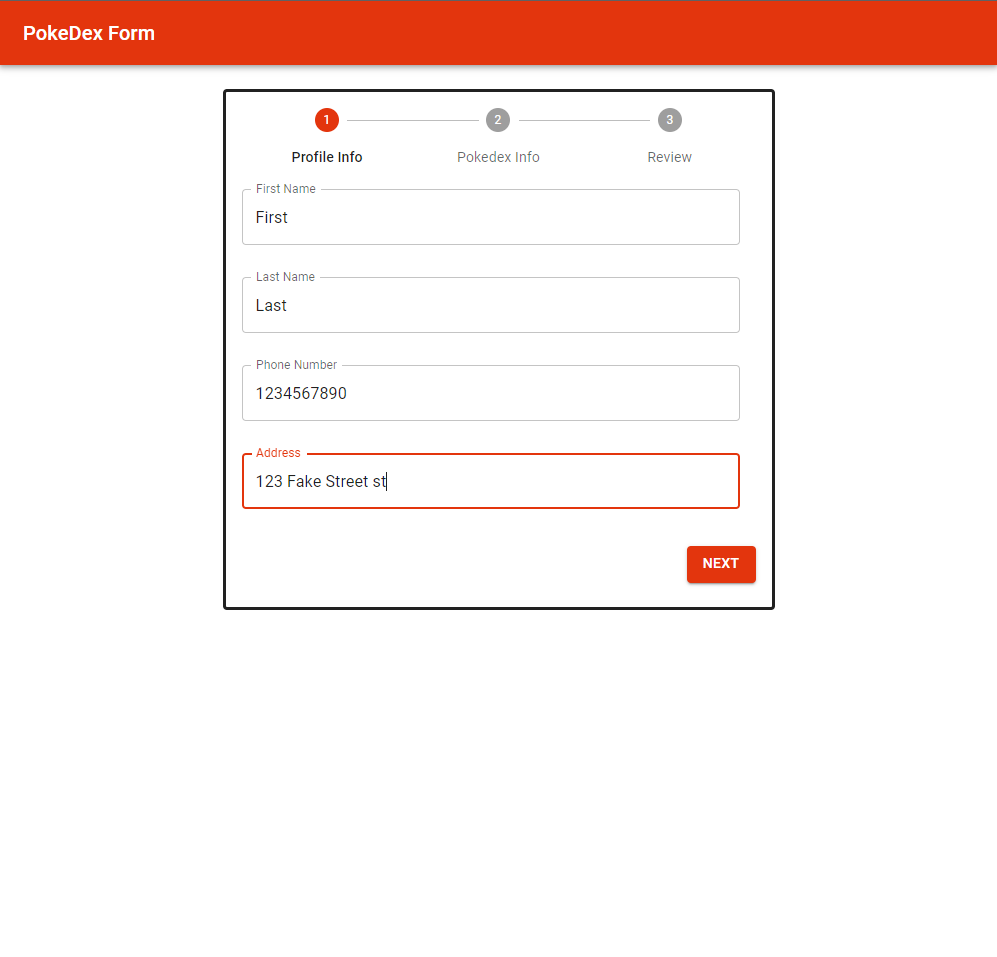 PokeDex Form
1 2 3
Profile Info Pokedex Info Review
First Name
First
Last Name
Last
Phone Number
1234567890
Address
123 Fake Street st
NEXT